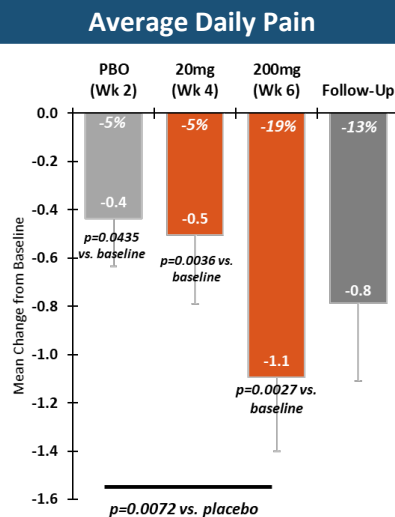 Average Daily Pain
PBO
(Wk 2)
20mg
(Wk 4)
200mg
(Wk 6)
Follow-Up
Mean Change from Baseline
0.0
-0.2
-0.4
-0.6
-0.8
-1.0
-1.2
-1.4
-1.6
-5%
-5%
-19%
-13%
-0.4
-0.5
-1.1
-0.8
p=0.0435
vs. baseline
p=0.0036 vs.
baseline
p=0.0027 vs.
baseline
p=0.0072 vs. placebo